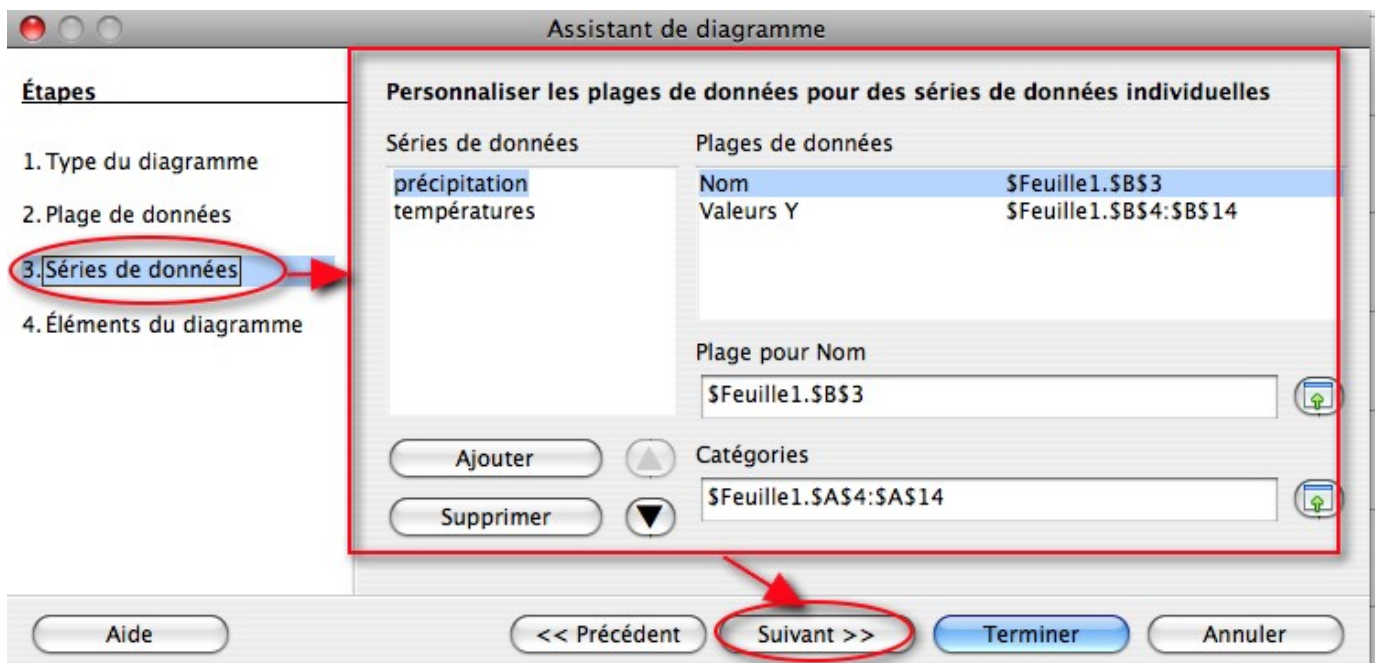 Assistant de diagramme
Étapes
1. Type du diagramme
2. Plage de données
3. Séries de données
4. Éléments du diagramme
Personnaliser les plages de données pour des séries de données individuelles
Séries de données
précipitation
températures
Plages de données
Nom $Feuille1.$B$3
Valeurs Y $Feuille1.$B$4:$B$14
Plage pour Nom
$Feuille1.$B$3
Ajouter
Supprimer
Catégories
$Feuille1.$A$4:$A$14
Aide
<< Précédent
Suivant >>
Terminer
Annuler